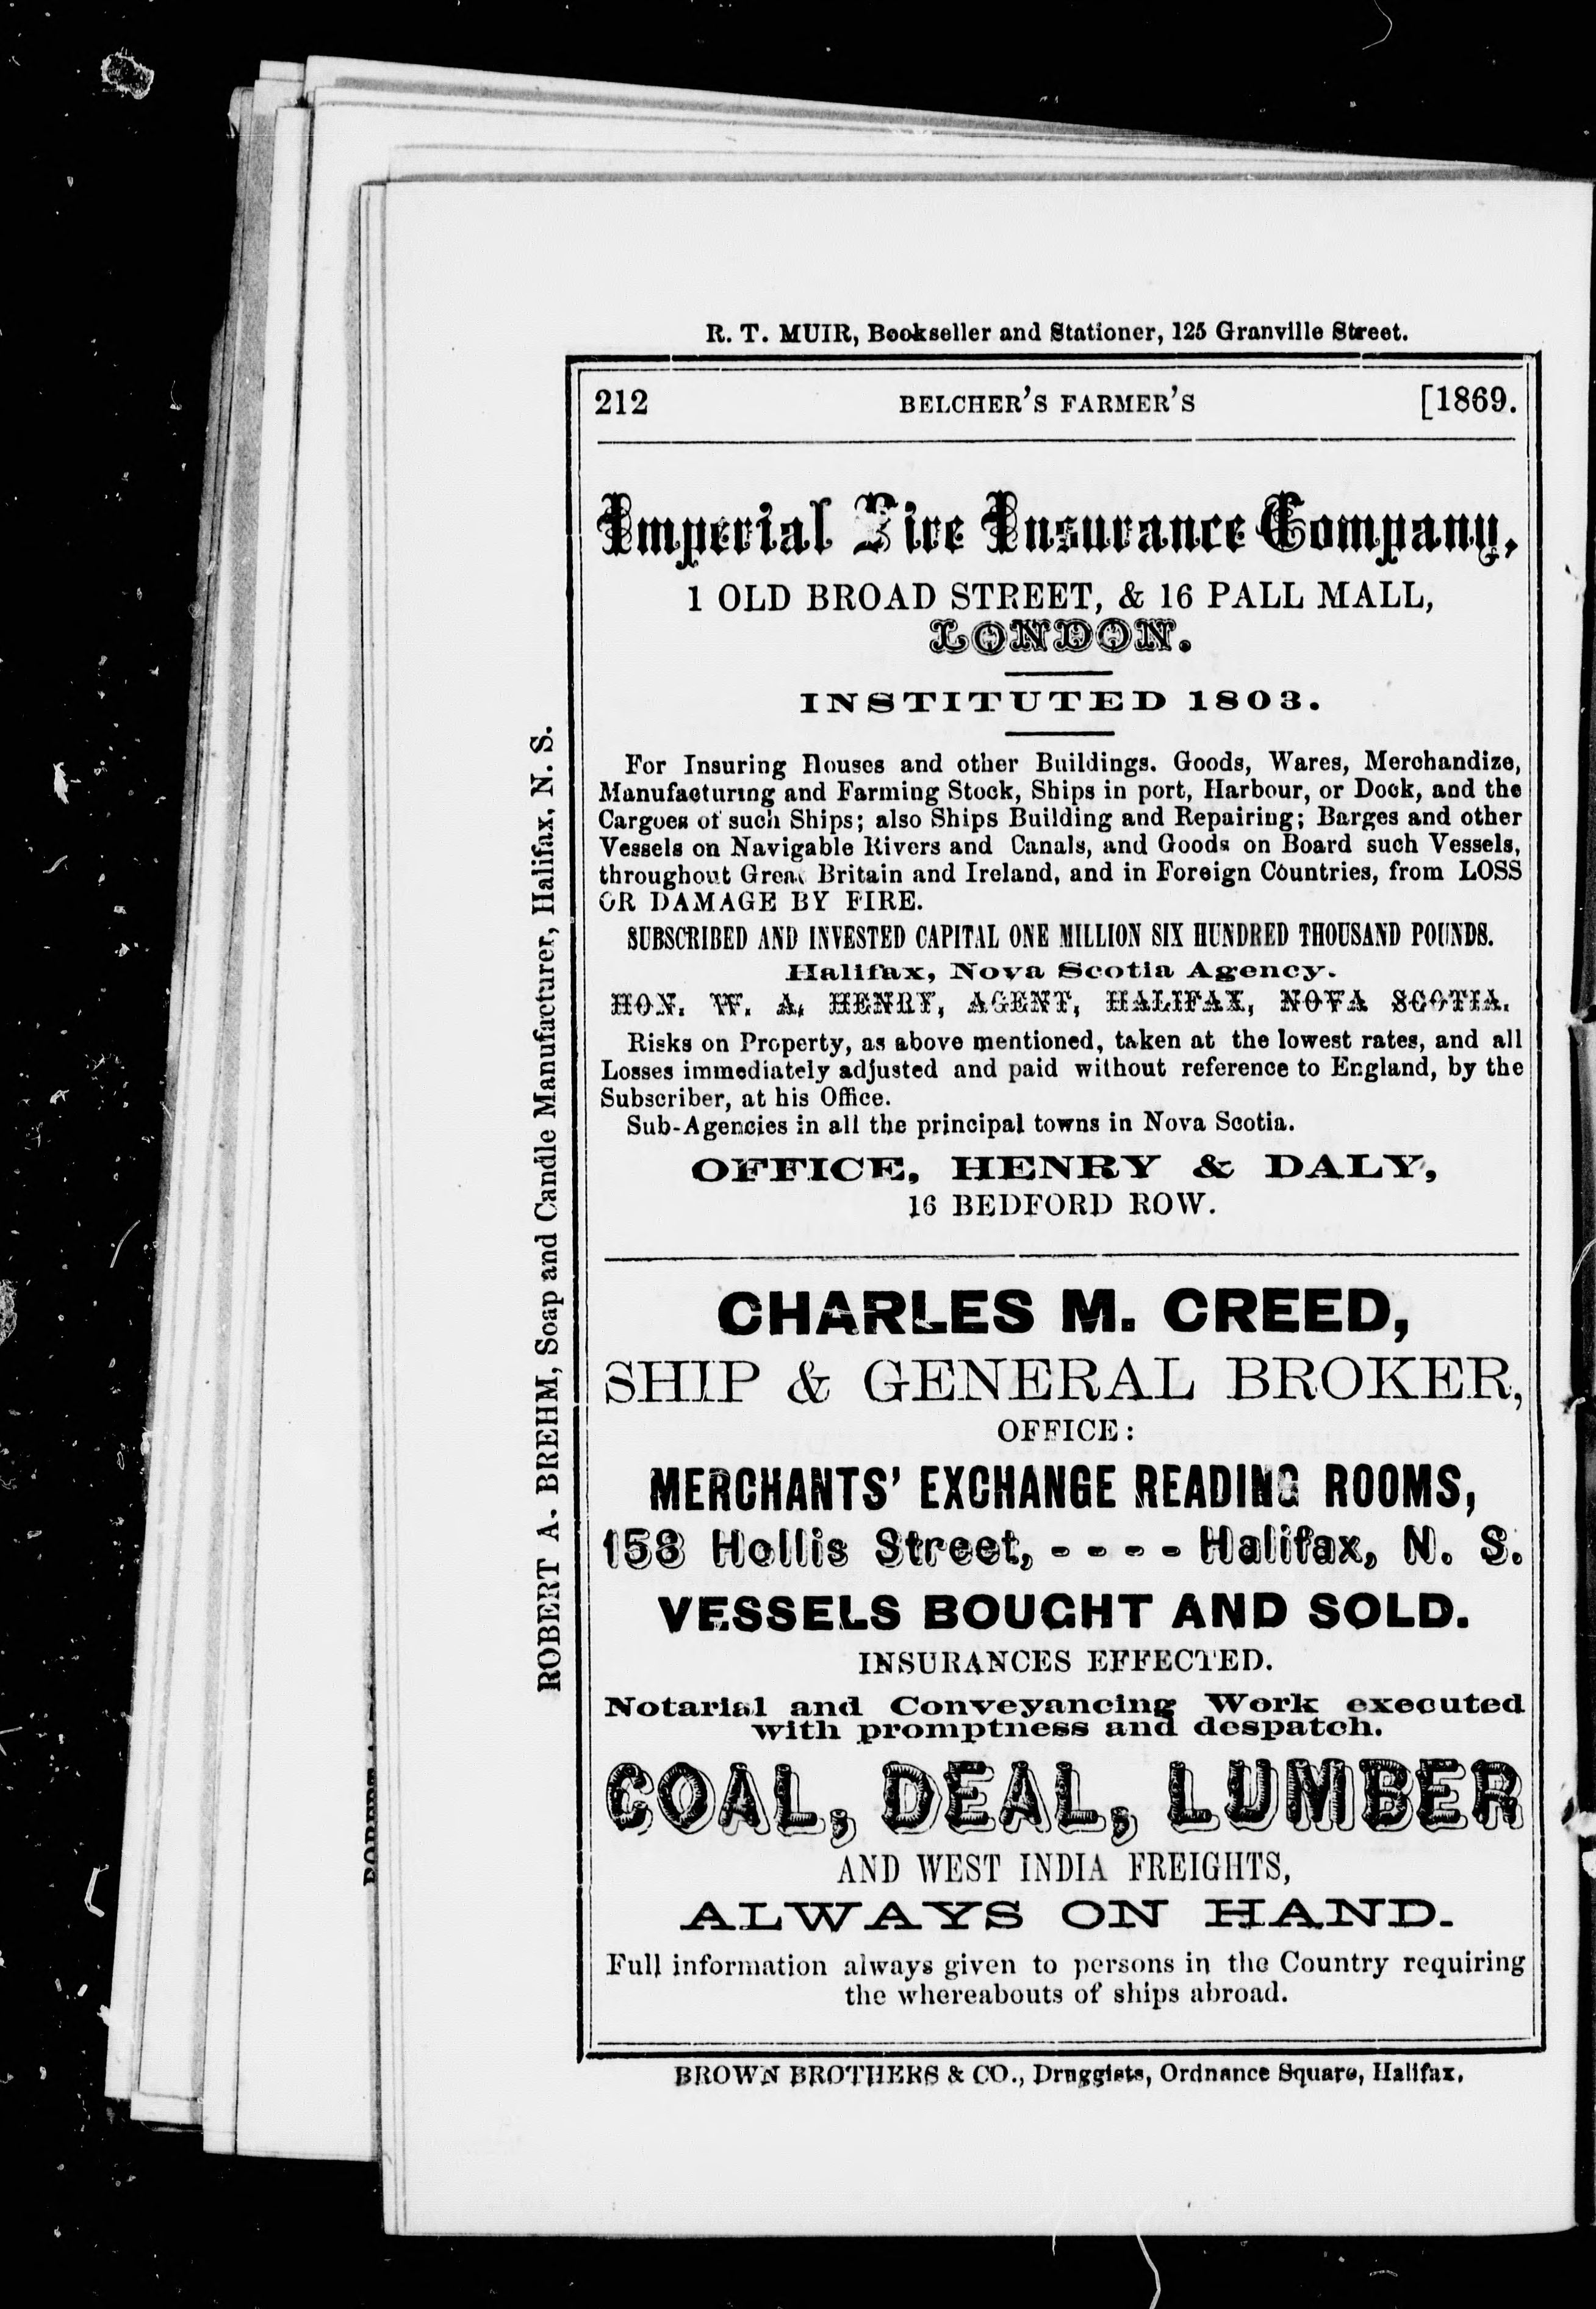 R. T. MUIR, Bookseller and Stationer, 125 Granville Street.
212 BELCHER'S FARMER'S [1869.
Imperial Fire Insurance Company,
1 OLD BROAD STREET, & 16 PALL MALL,
LONDON.
INSTITUTED 1803.
For Insuring Houses and other Buildings. Goods, Wares, Merchandize,
Manufacturing and Farming Stock, Ships in port, Harbour, or Dock, and the
Cargoes of such Ships; also Ships Building and Repairing; Barges and other
Vessels on Navigable Rivers and Canals, and Goods on Board such Vessels,
throughout Great Britain and Ireland, and in Foreign Countries, from LOSS
OR DAMAGE BY FIRE.
SUBSCRIBED AND INVESTED CAPITAL ONE MILLION SIX HUNDRED THOUSAND POUNDS.
Halifax, Nova Scotia Agency.
HON. W. A. HENRY, AGENT, HALIFAX, NOVA SCOTIA.
Risks on Property, as above mentioned, taken at the lowest rates, and all
Losses immediately adjusted and paid without reference to England, by the
Subscriber, at his Office.
Sub-Agencies in all the principal towns in Nova Scotia.
OFFICE, HENRY & DALY,
16 BEDFORD ROW.
CHARLES M. CREED,
SHIP & GENERAL BROKER,
OFFICE:
MERCHANTS' EXCHANGE READING ROOMS,
158 Hollis Street, - - - - Halifax, N. S.
VESSELS BOUGHT AND SOLD.
INSURANCES EFFECTED.
Notarial and Conveyancing Work executed
with promptness and despatch.
COAL, DEAL, LUMBER
AND WEST INDIA FREIGHTS,
ALWAYS ON HAND.
Full information always given to persons in the Country requiring
the whereabouts of ships abroad.
BROWN BROTHERS & CO., Druggists, Ordnance Square, Halifax.
ROBERT A. BREHM, Soap and Candle Manufacturer, Halifax, N. S.